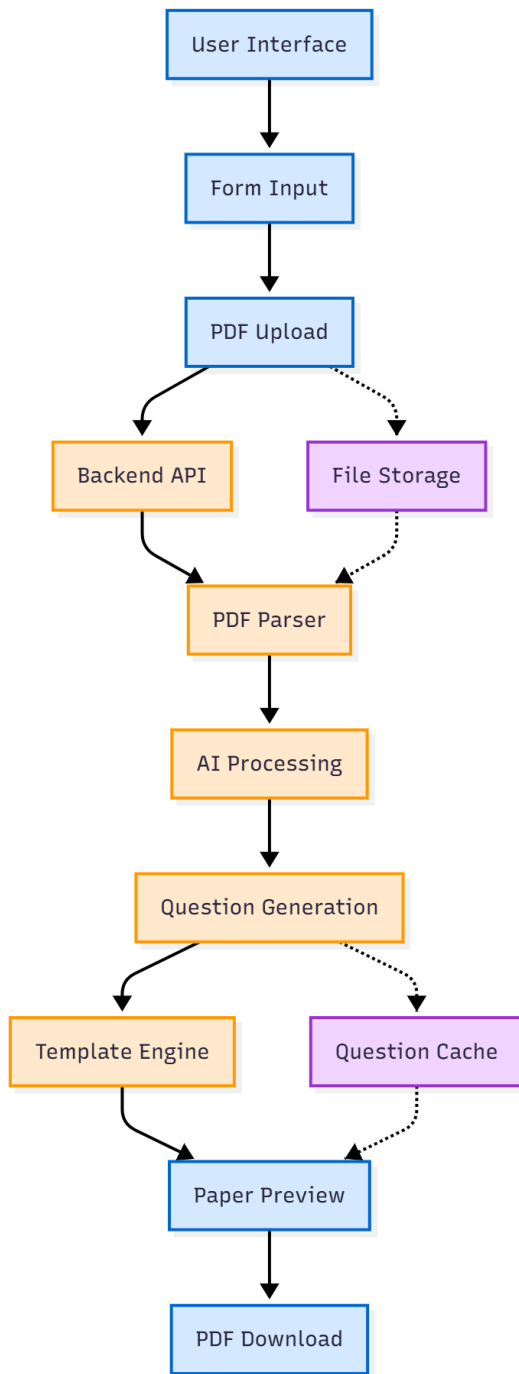 User Interface
Form Input
PDF Upload
Backend API
File Storage
PDF Parser
AI Processing
Question Generation
Template Engine
Question Cache
Paper Preview
PDF Download